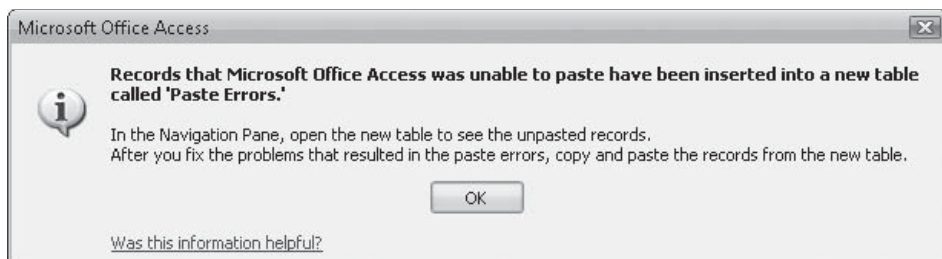 Microsoft Office Access
Records that Microsoft Office Access was unable to paste have been inserted into a new table
called 'Paste Errors.'
In the Navigation Pane, open the new table to see the unpasted records.
After you fix the problems that resulted in the paste errors, copy and paste the records from the new table.
OK
Was this information helpful?